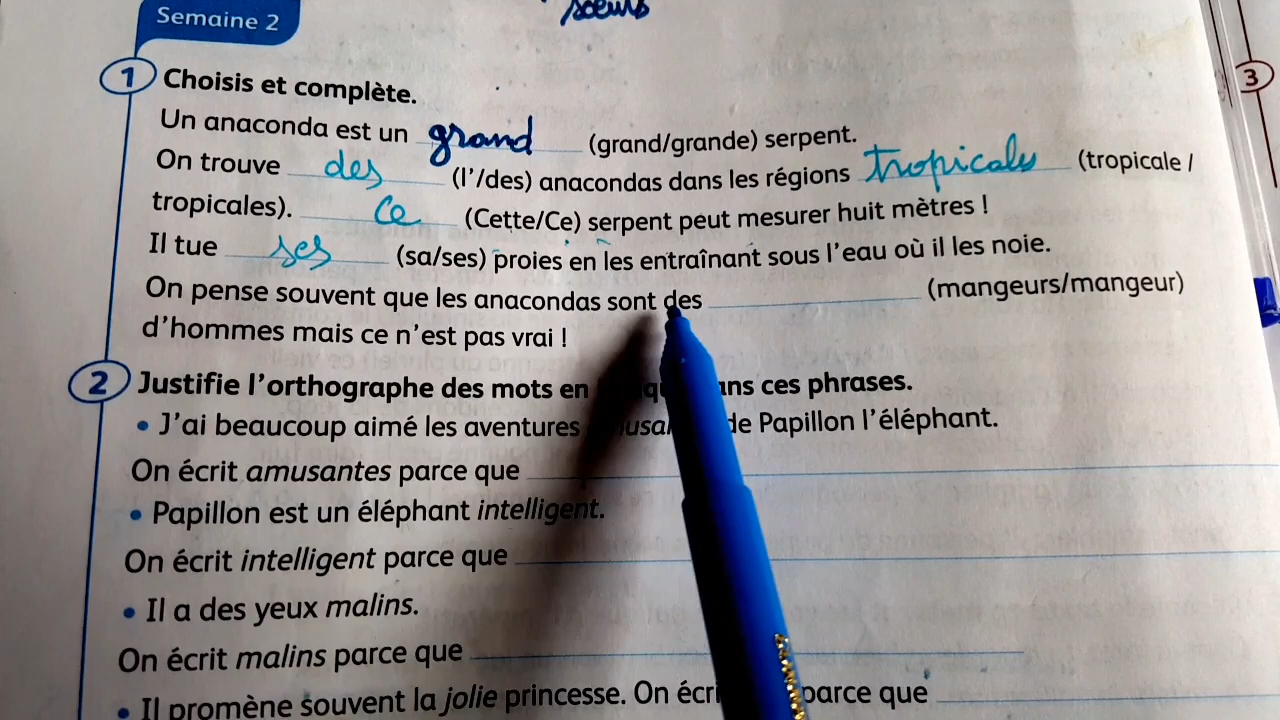 sœurs
Semaine 2
3
1 Choisis et complète.
Un anaconda est un grand (grand/grande) serpent.
On trouve des (l'/des) anacondas dans les régions tropicales (tropicale /
tropicales). Ce (Cette/Ce) serpent peut mesurer huit mètres !
Il tue ses (sa/ses) proies en les entraînant sous l'eau où il les noie.
On pense souvent que les anacondas sont des (mangeurs/mangeur)
d'hommes mais ce n'est pas vrai !
2 Justifie l'orthographe des mots en ans ces phrases.
• J'ai beaucoup aimé les aventures de Papillon l'éléphant.
On écrit amusantes parce que
• Papillon est un éléphant intelligent.
On écrit intelligent parce que
• Il a des yeux malins.
On écrit malins parce que
• Il promène souvent la jolie princesse. On écri parce que